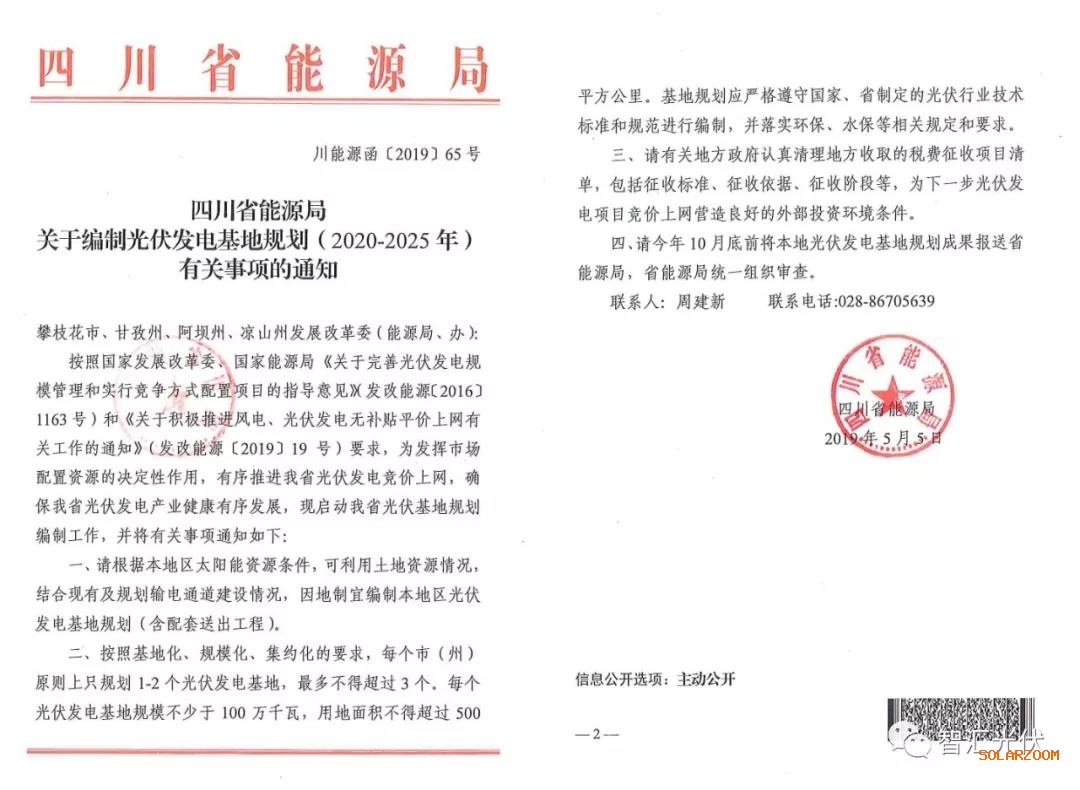 四川省能源局
川能源函〔2019〕65号
四川省能源局
关于编制光伏发电基地规划（2020-2025年）
有关事项的通知
攀枝花市、甘孜州、阿坝州、凉山州发展改革委（能源局、办）：
按照国家发展改革委、国家能源局《关于完善光伏发电规
模管理和实行竞争方式配置项目的指导意见》（发改能源〔2016〕
1163号）和《关于积极推进风电、光伏发电无补贴平价上网有
关工作的通知》（发改能源〔2019〕19号）要求，为发挥市场
配置资源的决定性作用，有序推进我省光伏发电竞价上网，确
保我省光伏发电产业健康有序发展，现启动我省光伏基地规划
编制工作，并将有关事项通知如下：
一、请根据本地区太阳能资源条件，可利用土地资源情况，
结合现有及规划输电通道建设情况，因地制宜编制本地区光伏
发电基地规划（含配套送出工程）。
二、按照基地化、规模化、集约化的要求，每个市（州）
原则上只规划1-2个光伏发电基地，最多不得超过3个。每个
光伏发电基地规模不少于100万千瓦，用地面积不得超过500
平方公里。基地规划应严格遵守国家、省制定的光伏行业技术
标准和规范进行编制，并落实环保、水保等相关规定和要求。
三、请有关地方政府认真清理地方收取的税费征收项目清
单，包括征收标准、征收依据、征收阶段等，为下一步光伏发
电项目竞价上网营造良好的外部投资环境条件。
四、请今年10月底前将本地光伏发电基地规划成果报送省
能源局，省能源局统一组织审查。
联系人：周建新 联系电话:028-86705639
四川省能源局
四川省能源局
2019年5月5日
信息公开选项：主动公开
—2—
智汇光伏
SOLARZOOM